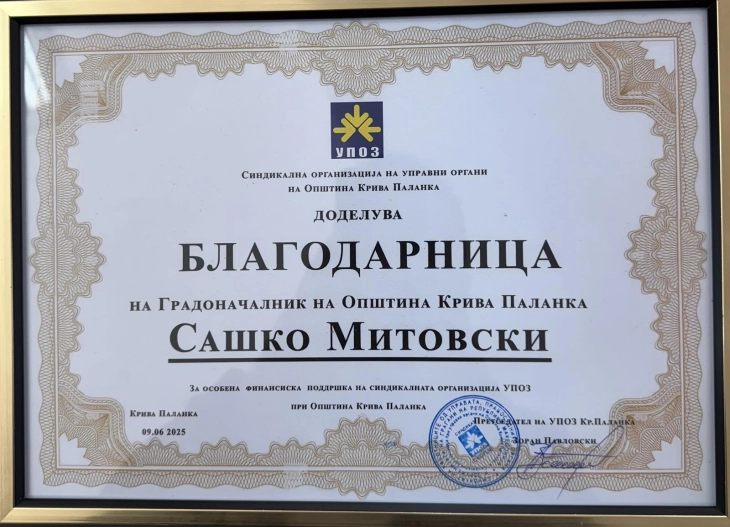 УПОЗ
СИНДИКАЛНА ОРГАНИЗАЦИЈА НА УПРАВНИ ОРГАНИ
НА ОПШТИНА КРИВА ПАЛАНКА
ДОДЕЛУВА
БЛАГОДАРНИЦА
НА ГРАДОНАЧАЛНИК НА ОПШТИНА КРИВА ПАЛАНКА
САШКО МИТОВСКИ
ЗА ОСОБЕНА ФИНАНСИСКА ПОДДРШКА НА СИНДИКАЛНАТА ОРГАНИЗАЦИЈА УПОЗ
ПРИ ОПШТИНА КРИВА ПАЛАНКА
КРИВА ПАЛАНКА
09.06 2025
ПРЕТСЕДАТЕЛ НА УПОЗ КР.ПАЛАНКА
ЗОРАН ПАВЛОВСКИ